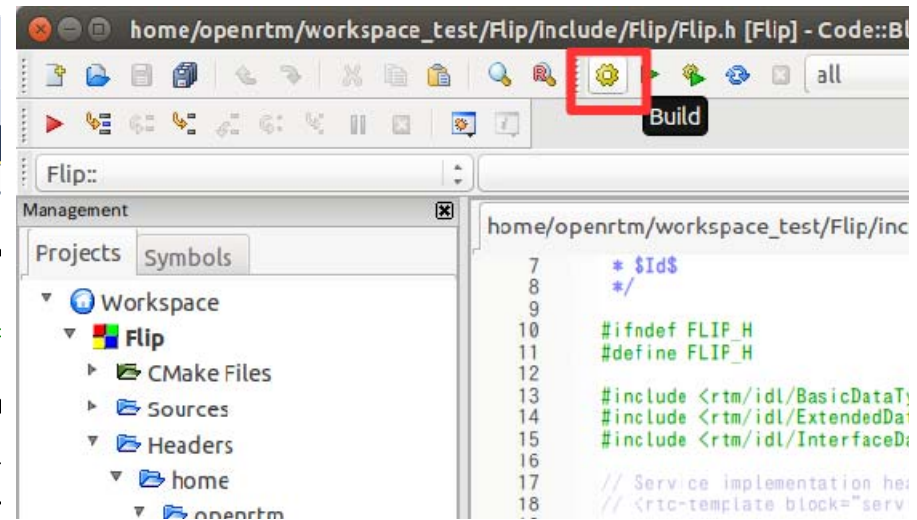 home/openrtm/workspace_test/Flip/include/Flip/Flip.h [Flip] - Code::Bl
all
Build
Flip::
Management
home/openrtm/workspace_test/Flip/inc
Projects Symbols
Workspace
Flip
CMake Files
Sources
Headers
home
openrtm
7 * $Id$
8 */
9
10 #ifndef FLIP_H
11 #define FLIP_H
12
13 #include <rtm/idl/BasicDataTy
14 #include <rtm/idl/ExtendedDat
15 #include <rtm/idl/InterfaceDa
16
17 // Service implementation hea
18 // <rtc-template block="servi